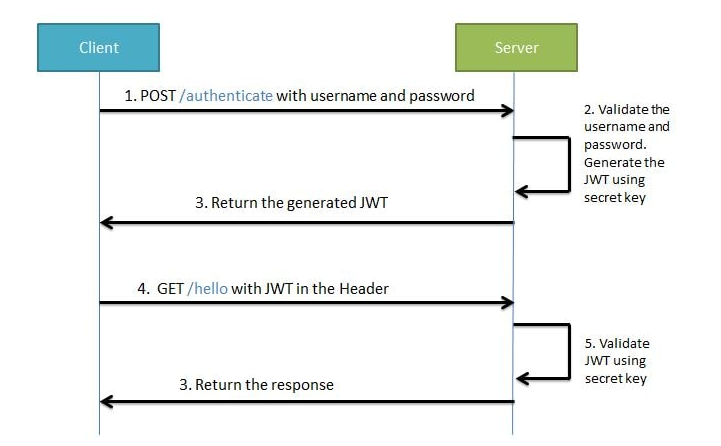 Client
Server
1. POST /authenticate with username and password
2. Validate the
username and
password.
Generate the
JWT using
secret key
3. Return the generated JWT
4. GET /hello with JWT in the Header
5. Validate
JWT using
secret key
3. Return the response